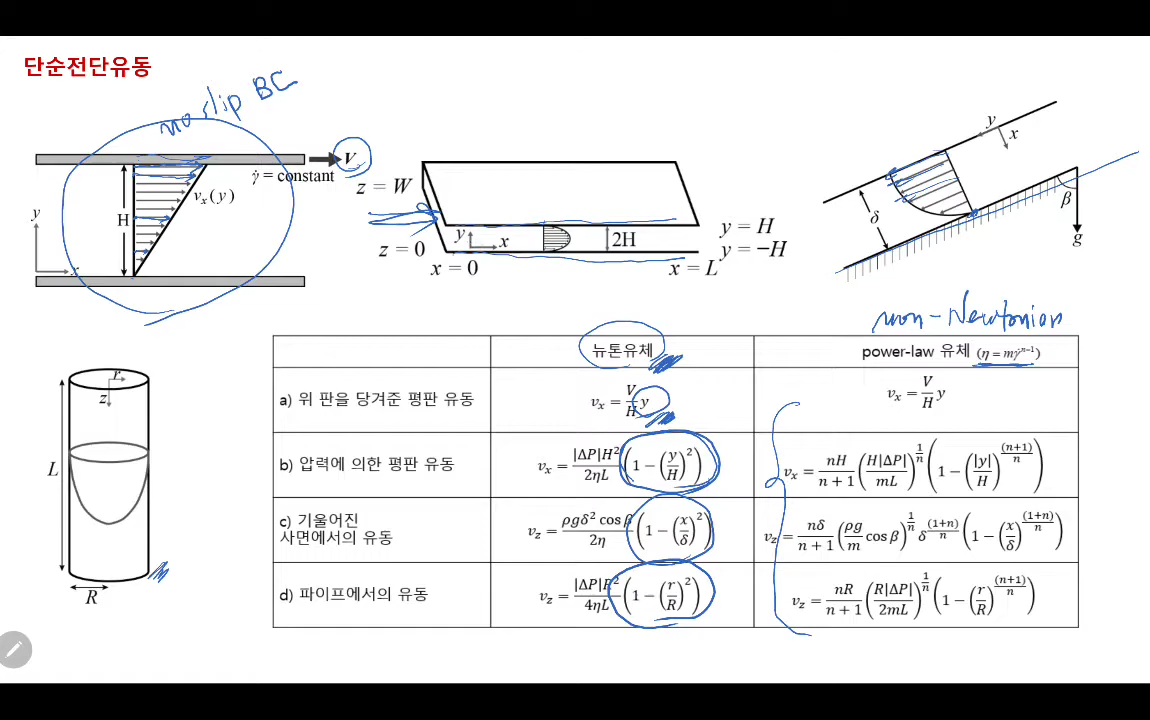 단순전단유동
no slip BC
V
γ̇ = constant
H
vₓ(y)
y
x
z = W
z = 0
y
x
2H
y = H
y = −H
x = 0
x = L
y
x
δ
β
g
non-Newtonian
r
z
L
R
뉴톤유체
power-law 유체 (η = mγ̇ⁿ⁻¹)
a) 위 판을 당겨준 평판 유동
vₓ = V/H y
vₓ = V/H y
b) 압력에 의한 평판 유동
vₓ = |ΔP|H²/2ηL (1 − (y/H)²)
vₓ = nH/n + 1 (H|ΔP|/mL)^(1/n) (1 − (|y|/H)^((n+1)/n))
c) 기울어진
사면에서의 유동
v_z = ρgδ² cos β/2η (1 − (x/δ)²)
v_z = nδ/n + 1 (ρg/m cos β)^(1/n) δ^((1+n)/n) (1 − (x/δ)^((1+n)/n))
d) 파이프에서의 유동
v_z = |ΔP|R²/4ηL (1 − (r/R)²)
v_z = nR/n + 1 (R|ΔP|/2mL)^(1/n) (1 − (r/R)^((n+1)/n))